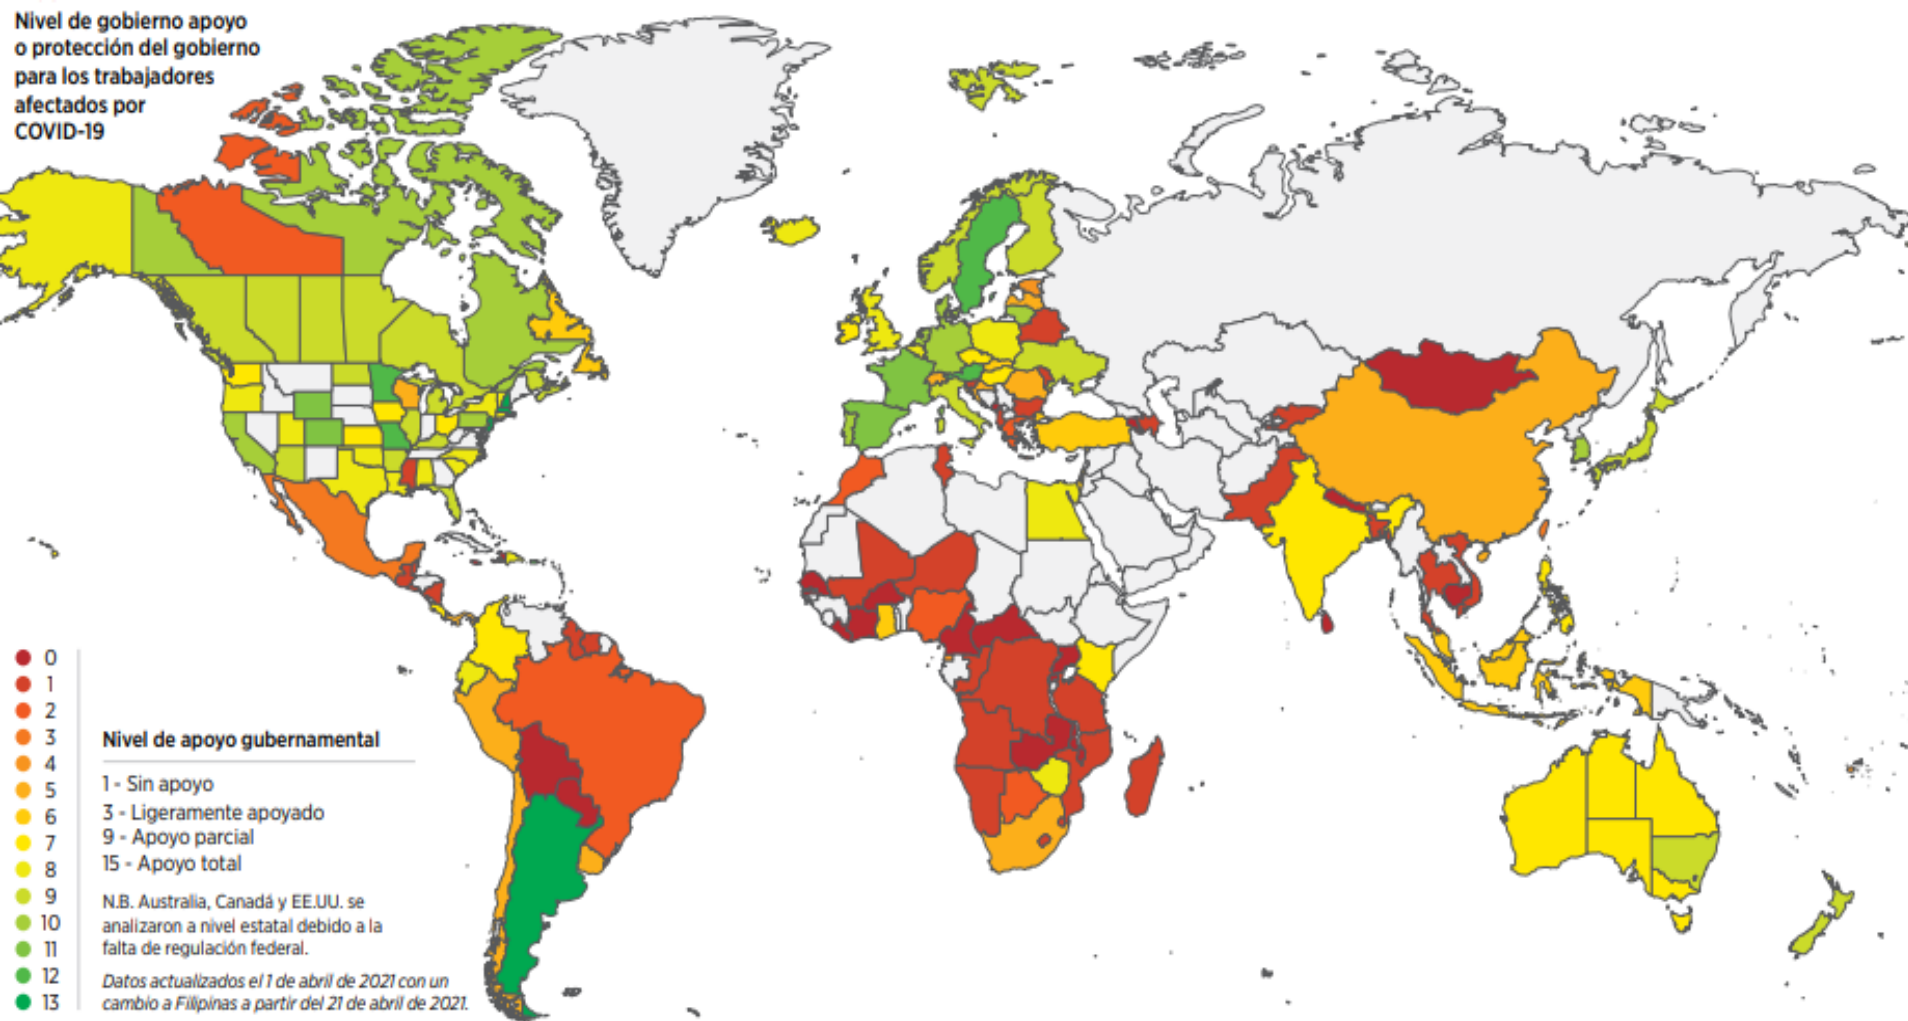 Nivel de gobierno apoyo
o protección del gobierno
para los trabajadores
afectados por
COVID-19
0
1
2
3
4
5
6
7
8
9
10
11
12
13
Nivel de apoyo gubernamental
1 - Sin apoyo
3 - Ligeramente apoyado
9 - Apoyo parcial
15 - Apoyo total
N.B. Australia, Canadá y EE.UU. se
analizaron a nivel estatal debido a la
falta de regulación federal.
Datos actualizados el 1 de abril de 2021 con un
cambio a Filipinas a partir del 21 de abril de 2021.